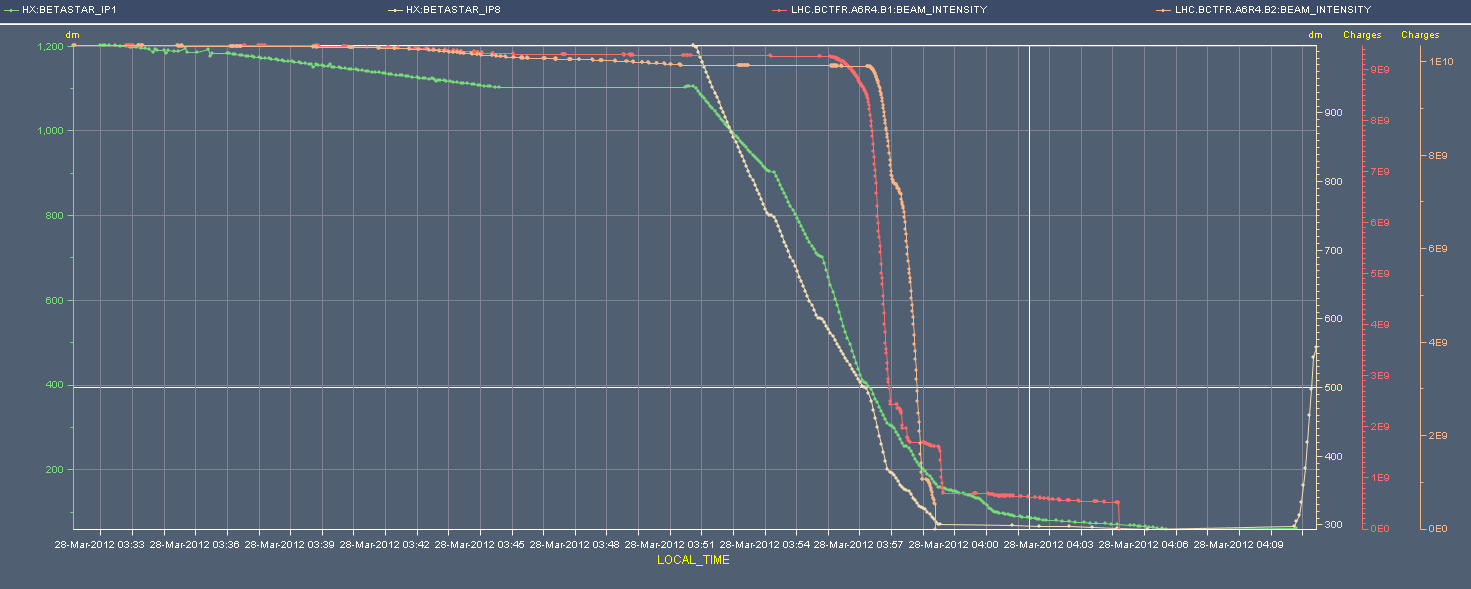 HX:BETASTAR_IP1 HX:BETASTAR_IP8 LHC.BCTFR.A6R4.B1:BEAM_INTENSITY LHC.BCTFR.A6R4.B2:BEAM_INTENSITY
dm dm Charges Charges
1,200
1,000
800
600
400
200
900
800
700
600
500
400
300
9E9
8E9
7E9
6E9
5E9
4E9
3E9
2E9
1E9
0E0
1E10
8E9
6E9
4E9
2E9
0E0
28-Mar-2012 03:33 28-Mar-2012 03:36 28-Mar-2012 03:39 28-Mar-2012 03:42 28-Mar-2012 03:45 28-Mar-2012 03:48 28-Mar-2012 03:51 28-Mar-2012 03:54 28-Mar-2012 03:57 28-Mar-2012 04:00 28-Mar-2012 04:03 28-Mar-2012 04:06 28-Mar-2012 04:09
LOCAL_TIME